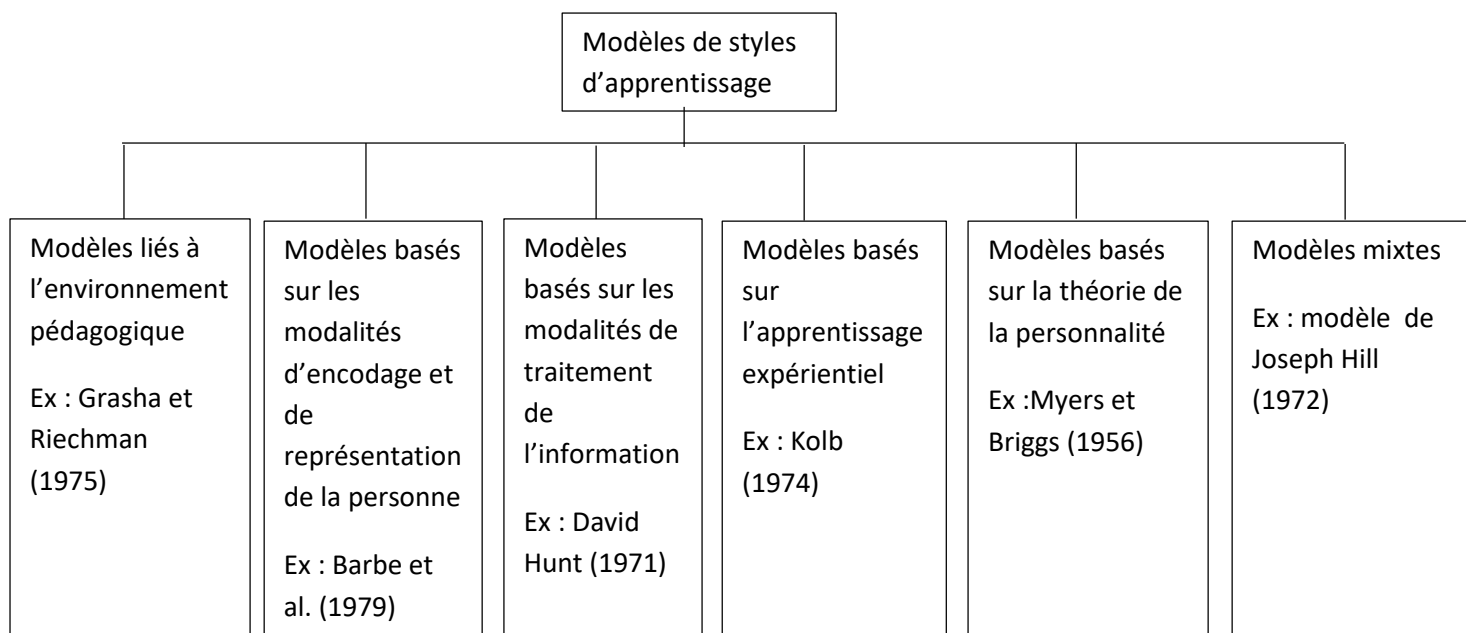 Modèles de styles
d’apprentissage
Modèles liés à
l’environnement
pédagogique
Ex : Grasha et
Riechman
(1975)
Modèles basés
sur les
modalités
d’encodage et
de
représentation
de la personne
Ex : Barbe et
al. (1979)
Modèles
basés sur les
modalités de
traitement
de
l’information
Ex : David
Hunt (1971)
Modèles basés
sur
l’apprentissage
expérientiel
Ex : Kolb
(1974)
Modèles basés
sur la théorie de
la personnalité
Ex :Myers et
Briggs (1956)
Modèles mixtes
Ex : modèle  de
Joseph Hill
(1972)